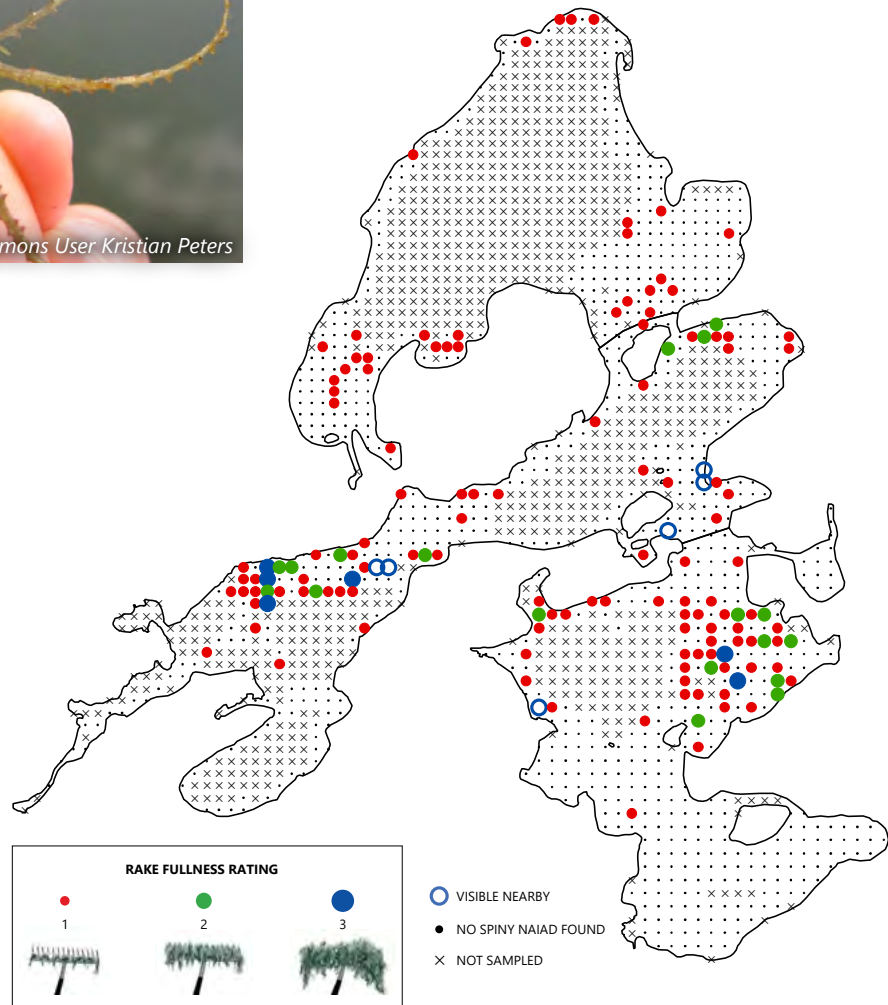 mons User Kristian Peters
RAKE FULLNESS RATING
1
2
3
VISIBLE NEARBY
NO SPINY NAIAD FOUND
NOT SAMPLED